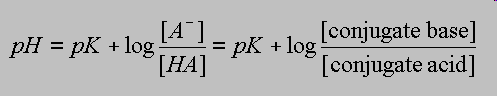 pH = pK + log [A⁻]/[HA] = pK + log [conjugate base]/[conjugate acid]